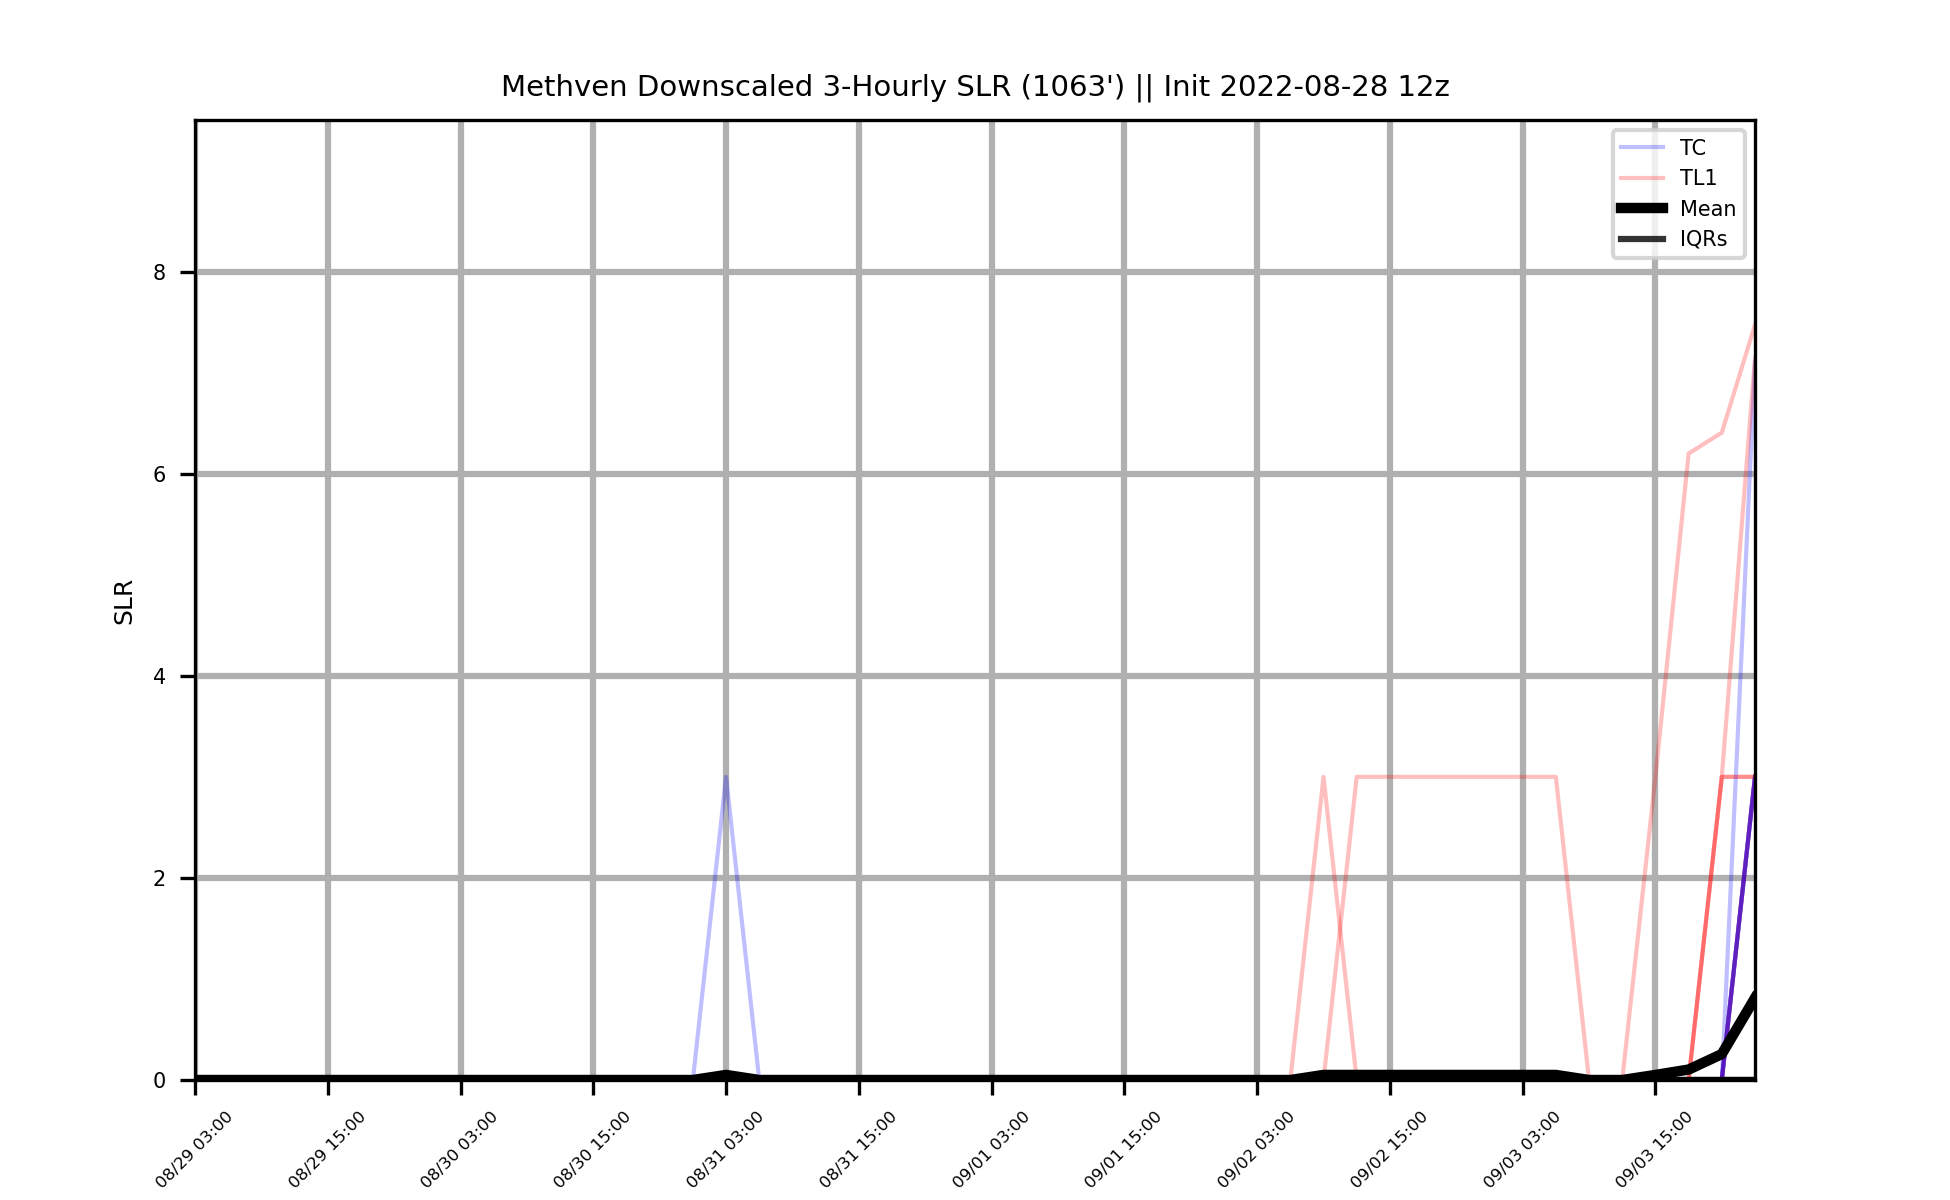 Methven Downscaled 3-Hourly SLR (1063') || Init 2022-08-28 12z
TC
TL1
Mean
IQRs
SLR
8
6
4
2
0
08/29 03:00
08/29 15:00
08/30 03:00
08/30 15:00
08/31 03:00
08/31 15:00
09/01 03:00
09/01 15:00
09/02 03:00
09/02 15:00
09/03 03:00
09/03 15:00